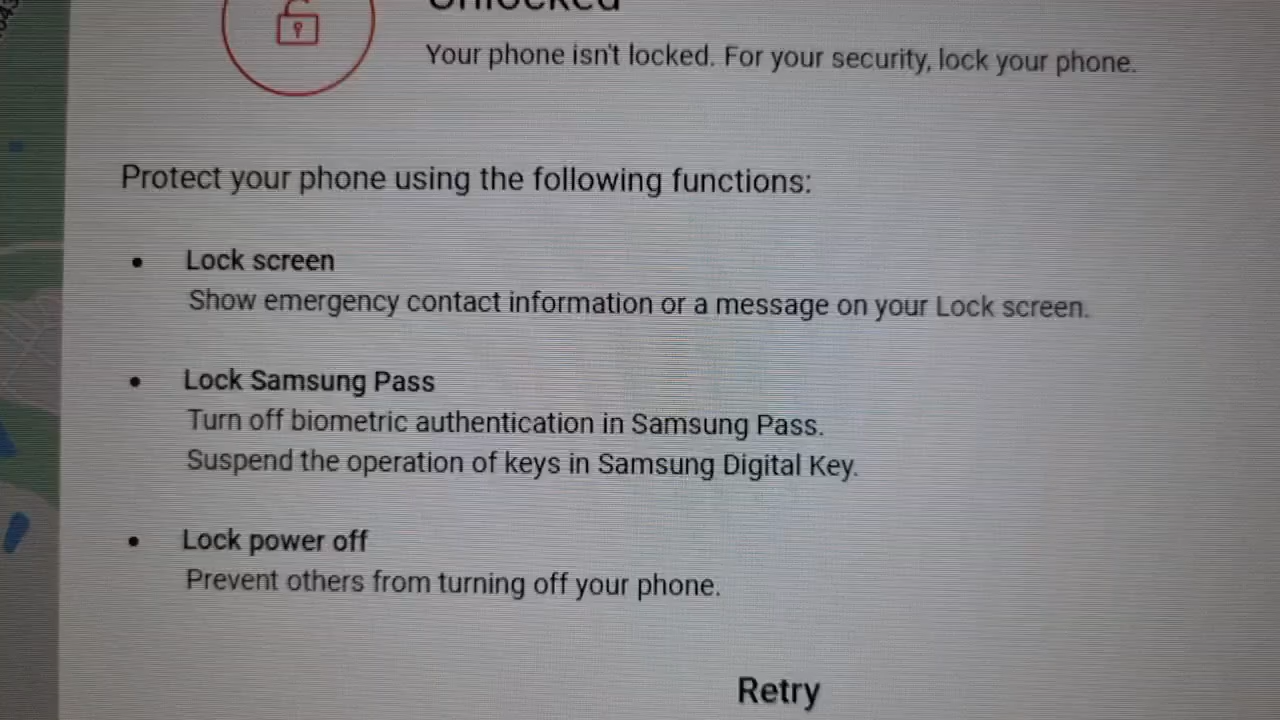 Unlocked
Your phone isn't locked. For your security, lock your phone.
Protect your phone using the following functions:
• Lock screen
Show emergency contact information or a message on your Lock screen.
• Lock Samsung Pass
Turn off biometric authentication in Samsung Pass.
Suspend the operation of keys in Samsung Digital Key.
• Lock power off
Prevent others from turning off your phone.
Retry